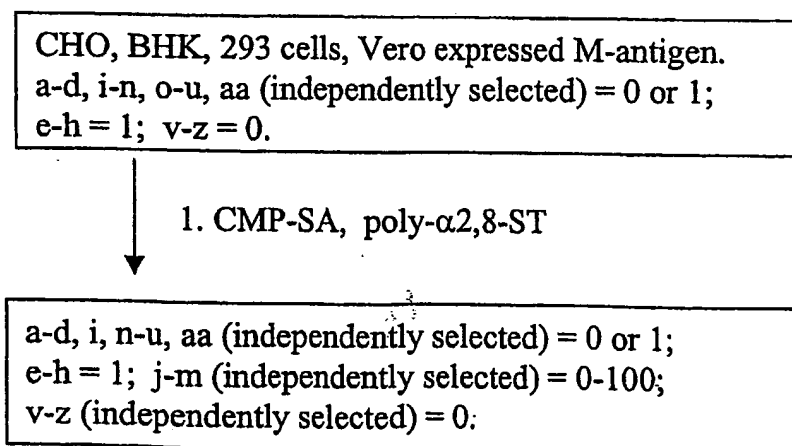 CHO, BHK, 293 cells, Vero expressed M-antigen.
a-d, i-n, o-u, aa (independently selected) = 0 or 1;
e-h = 1; v-z = 0.
1. CMP-SA, poly-α2,8-ST
a-d, i, n-u, aa (independently selected) = 0 or 1;
e-h = 1; j-m (independently selected) = 0-100;
v-z (independently selected) = 0.